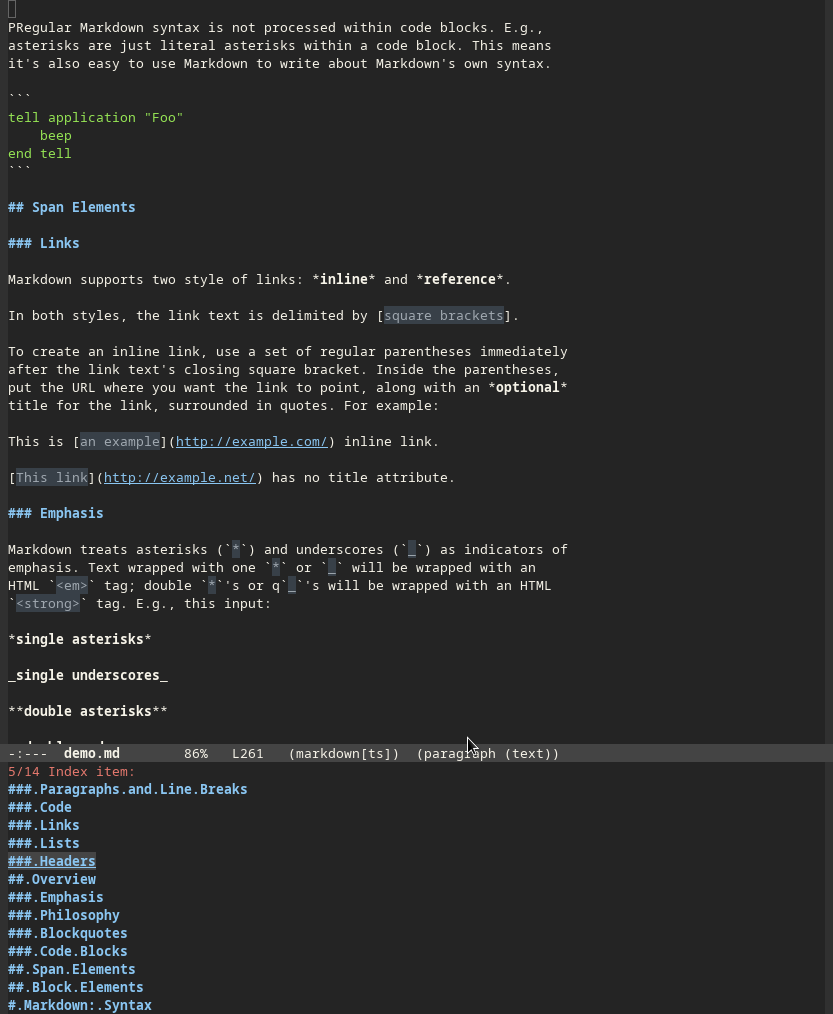 PRegular Markdown syntax is not processed within code blocks. E.g.,
asterisks are just literal asterisks within a code block. This means
it's also easy to use Markdown to write about Markdown's own syntax.
```
tell application "Foo"
    beep
end tell
```
## Span Elements
### Links
Markdown supports two style of links: *inline* and *reference*.
In both styles, the link text is delimited by [square brackets].
To create an inline link, use a set of regular parentheses immediately
after the link text's closing square bracket. Inside the parentheses,
put the URL where you want the link to point, along with an *optional*
title for the link, surrounded in quotes. For example:
This is [an example](http://example.com/) inline link.
[This link](http://example.net/) has no title attribute.
### Emphasis
Markdown treats asterisks (`*`) and underscores (`_`) as indicators of
emphasis. Text wrapped with one `*` or `_` will be wrapped with an
HTML `<em>` tag; double `*`'s or q`_`'s will be wrapped with an HTML
`<strong>` tag. E.g., this input:
*single asterisks*
_single underscores_
**double asterisks**
-:---  demo.md        86%   L261   (markdown[ts])  (paragraph (text))
5/14 Index item:
###.Paragraphs.and.Line.Breaks
###.Code
###.Links
###.Lists
###.Headers
##.Overview
###.Emphasis
###.Philosophy
###.Blockquotes
###.Code.Blocks
##.Span.Elements
##.Block.Elements
#.Markdown:.Syntax